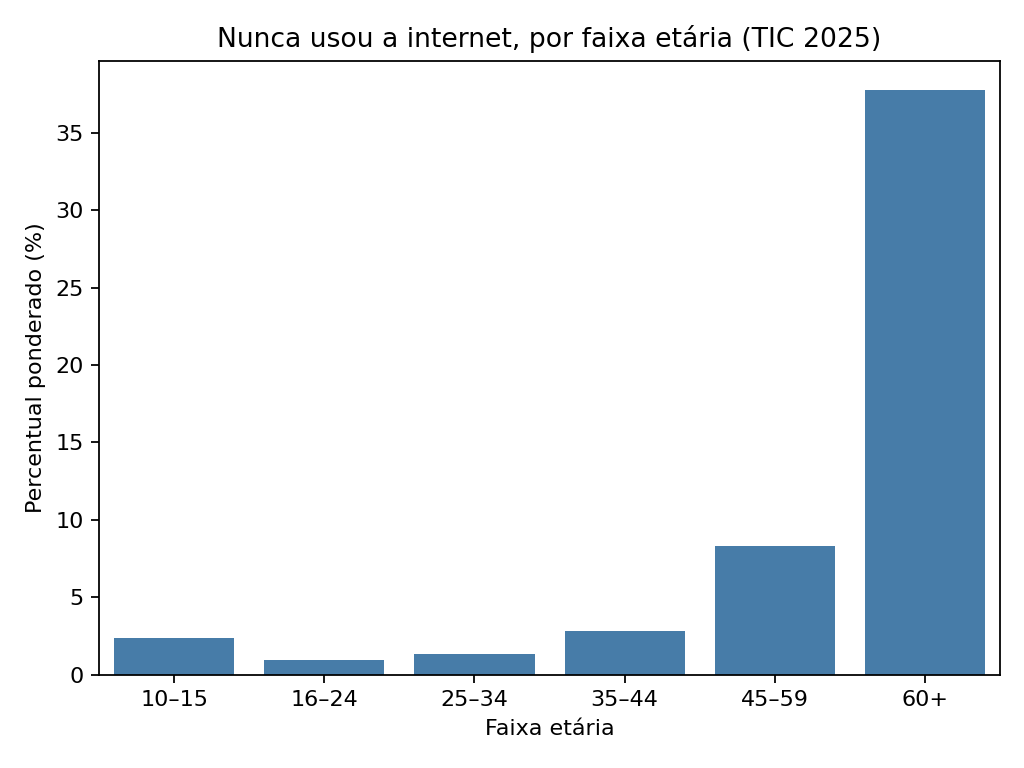 Nunca usou a internet, por faixa etária (TIC 2025)
Percentual ponderado (%)
35
30
25
20
15
10
5
0
10–15 16–24 25–34 35–44 45–59 60+
Faixa etária